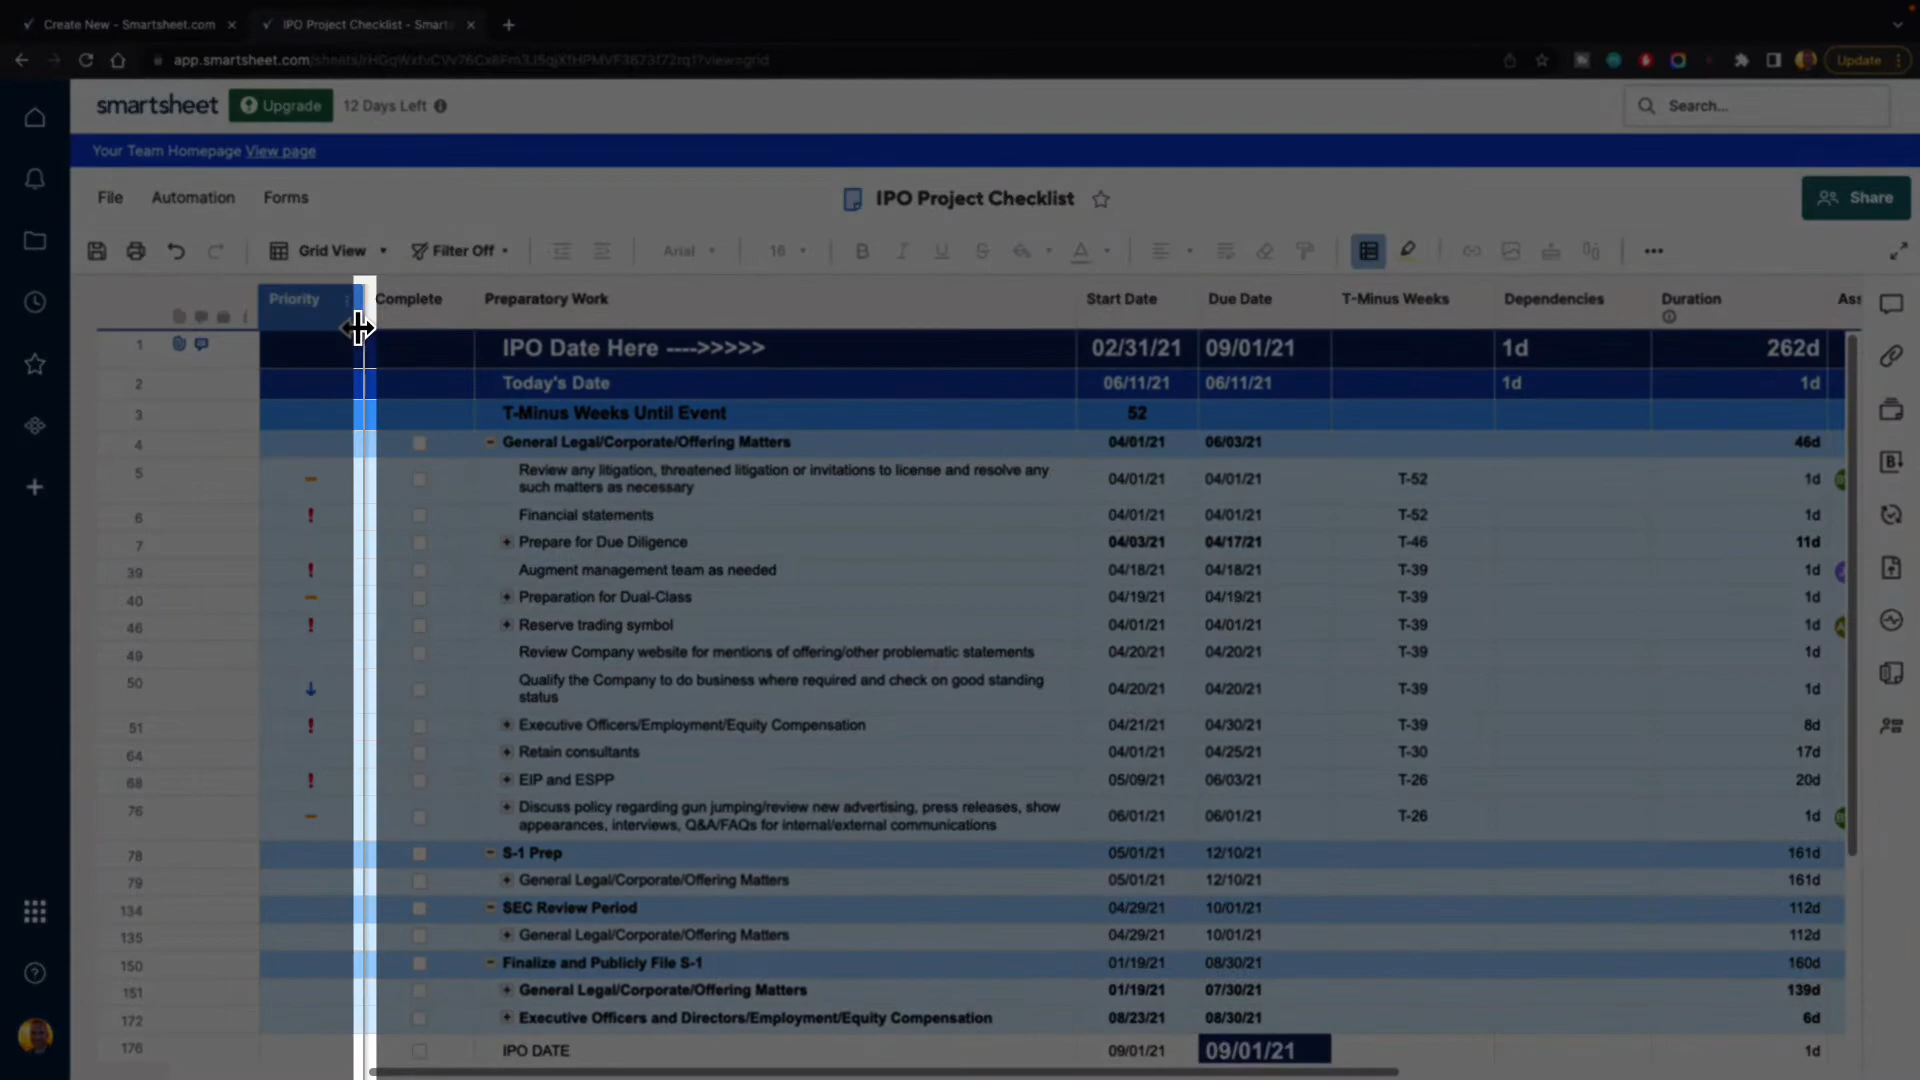 Create New - Smartsheet.com
IPO Project Checklist - Smarts
app.smartsheet.com
Update
smartsheet
Upgrade
12 Days Left
Search...
Your Team Homepage View page
File
Automation
Forms
IPO Project Checklist
Share
Grid View
Filter Off
Arial
16
B I U S A
Priority
Complete
Preparatory Work
Start Date
Due Date
T-Minus Weeks
Dependencies
Duration
Ass
1 IPO Date Here ---->>>>> 02/31/21 09/01/21 1d 262d
2 Today's Date 06/11/21 06/11/21 1d 1d
3 T-Minus Weeks Until Event 52
4 General Legal/Corporate/Offering Matters 04/01/21 06/03/21 46d
5 Review any litigation, threatened litigation or invitations to license and resolve any
such matters as necessary 04/01/21 04/01/21 T-52 1d
6 ! Financial statements 04/01/21 04/01/21 T-52 1d
7 Prepare for Due Diligence 04/03/21 04/17/21 T-46 11d
39 ! Augment management team as needed 04/18/21 04/18/21 T-39 1d
40 Preparation for Dual-Class 04/19/21 04/19/21 T-39 1d
46 ! Reserve trading symbol 04/01/21 04/01/21 T-39 1d
49 Review Company website for mentions of offering/other problematic statements 04/20/21 04/20/21 T-39 1d
50 Qualify the Company to do business where required and check on good standing
status 04/20/21 04/20/21 T-39 1d
51 ! Executive Officers/Employment/Equity Compensation 04/21/21 04/30/21 T-39 8d
64 Retain consultants 04/01/21 04/25/21 T-30 17d
68 ! EIP and ESPP 05/09/21 06/03/21 T-26 20d
76 Discuss policy regarding gun jumping/review new advertising, press releases, show
appearances, interviews, Q&A/FAQs for internal/external communications 06/01/21 06/01/21 T-26 1d
78 S-1 Prep 05/01/21 12/10/21 161d
79 General Legal/Corporate/Offering Matters 05/01/21 12/10/21 161d
134 SEC Review Period 04/29/21 10/01/21 112d
135 General Legal/Corporate/Offering Matters 04/29/21 10/01/21 112d
150 Finalize and Publicly File S-1 01/19/21 08/30/21 160d
151 General Legal/Corporate/Offering Matters 01/19/21 07/30/21 139d
172 Executive Officers and Directors/Employment/Equity Compensation 08/23/21 08/30/21 6d
176 IPO DATE 09/01/21 09/01/21 1d